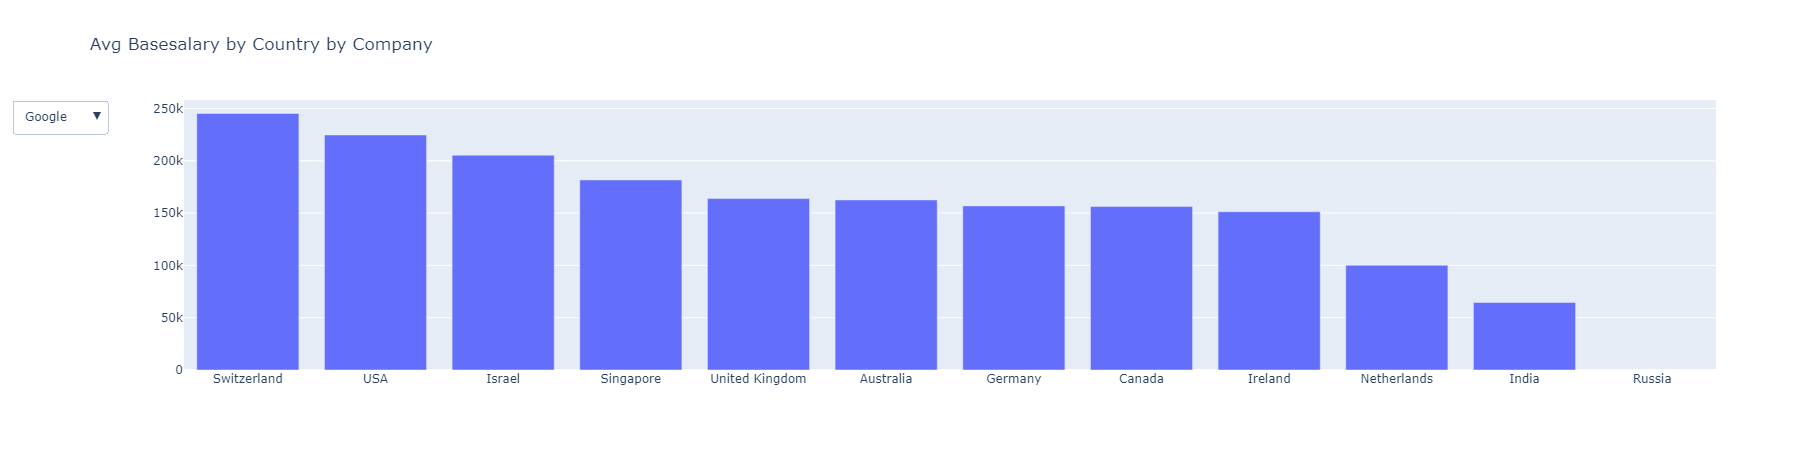 Avg Basesalary by Country by Company
Google ▼
250k
200k
150k
100k
50k
0
Switzerland USA Israel Singapore United Kingdom Australia Germany Canada Ireland Netherlands India Russia